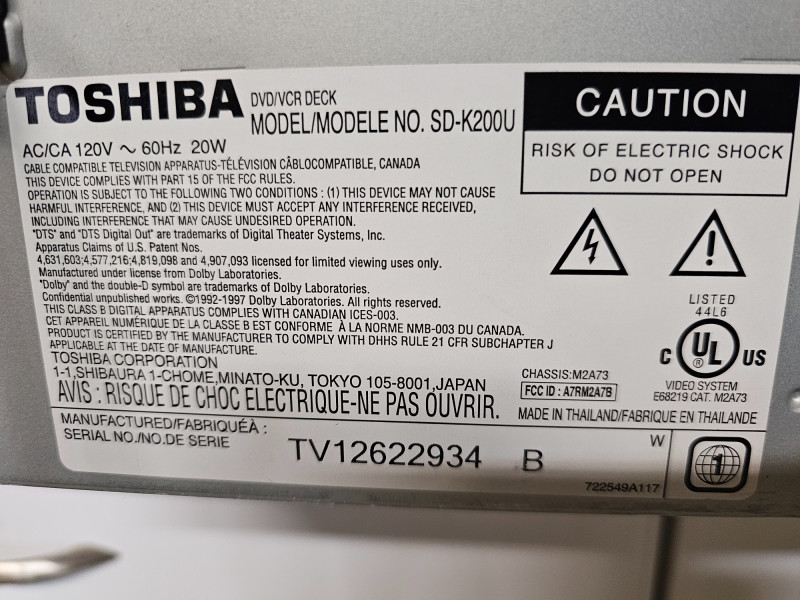 TOSHIBA
DVD/VCR DECK
MODEL/MODELE NO. SD-K200U
AC/CA 120V ~ 60Hz 20W
CABLE COMPATIBLE TELEVISION APPARATUS-TÉLÉVISION CÂBLOCOMPATIBLE, CANADA
THIS DEVICE COMPLIES WITH PART 15 OF THE FCC RULES.
OPERATION IS SUBJECT TO THE FOLLOWING TWO CONDITIONS : (1) THIS DEVICE MAY NOT CAUSE
HARMFUL INTERFERENCE, AND (2) THIS DEVICE MUST ACCEPT ANY INTERFERENCE RECEIVED,
INCLUDING INTERFERENCE THAT MAY CAUSE UNDESIRED OPERATION.
"DTS" and "DTS Digital Out" are trademarks of Digital Theater Systems, Inc.
Apparatus Claims of U.S. Patent Nos.
4,631,603;4,577,216;4,819,098 and 4,907,093 licensed for limited viewing uses only.
Manufactured under license from Dolby Laboratories.
"Dolby" and the double-D symbol are trademarks of Dolby Laboratories.
Confidential unpublished works. ©1992-1997 Dolby Laboratories. All rights reserved.
THIS CLASS B DIGITAL APPARATUS COMPLIES WITH CANADIAN ICES-003.
CET APPAREIL NUMÉRIQUE DE LA CLASSE B EST CONFORME À LA NORME NMB-003 DU CANADA.
PRODUCT IS CERTIFIED BY THE MANUFACTURER TO COMPLY WITH DHHS RULE 21 CFR SUBCHAPTER J
APPLICABLE AT THE DATE OF MANUFACTURE.
TOSHIBA CORPORATION
1-1,SHIBAURA 1-CHOME,MINATO-KU, TOKYO 105-8001,JAPAN
AVIS : RISQUE DE CHOC ELECTRIQUE-NE PAS OUVRIR.
CAUTION
RISK OF ELECTRIC SHOCK
DO NOT OPEN
LISTED
44L6
C UL ® US
VIDEO SYSTEM
E68219 CAT. M2A73
CHASSIS:M2A73
FCC ID : A7RM2A7B
MADE IN THAILAND/FABRIQUE EN THAILANDE
MANUFACTURED/FABRIQUÉ À :
SERIAL NO./NO.DE SERIE
TV12622934 B
W
722549A117
1